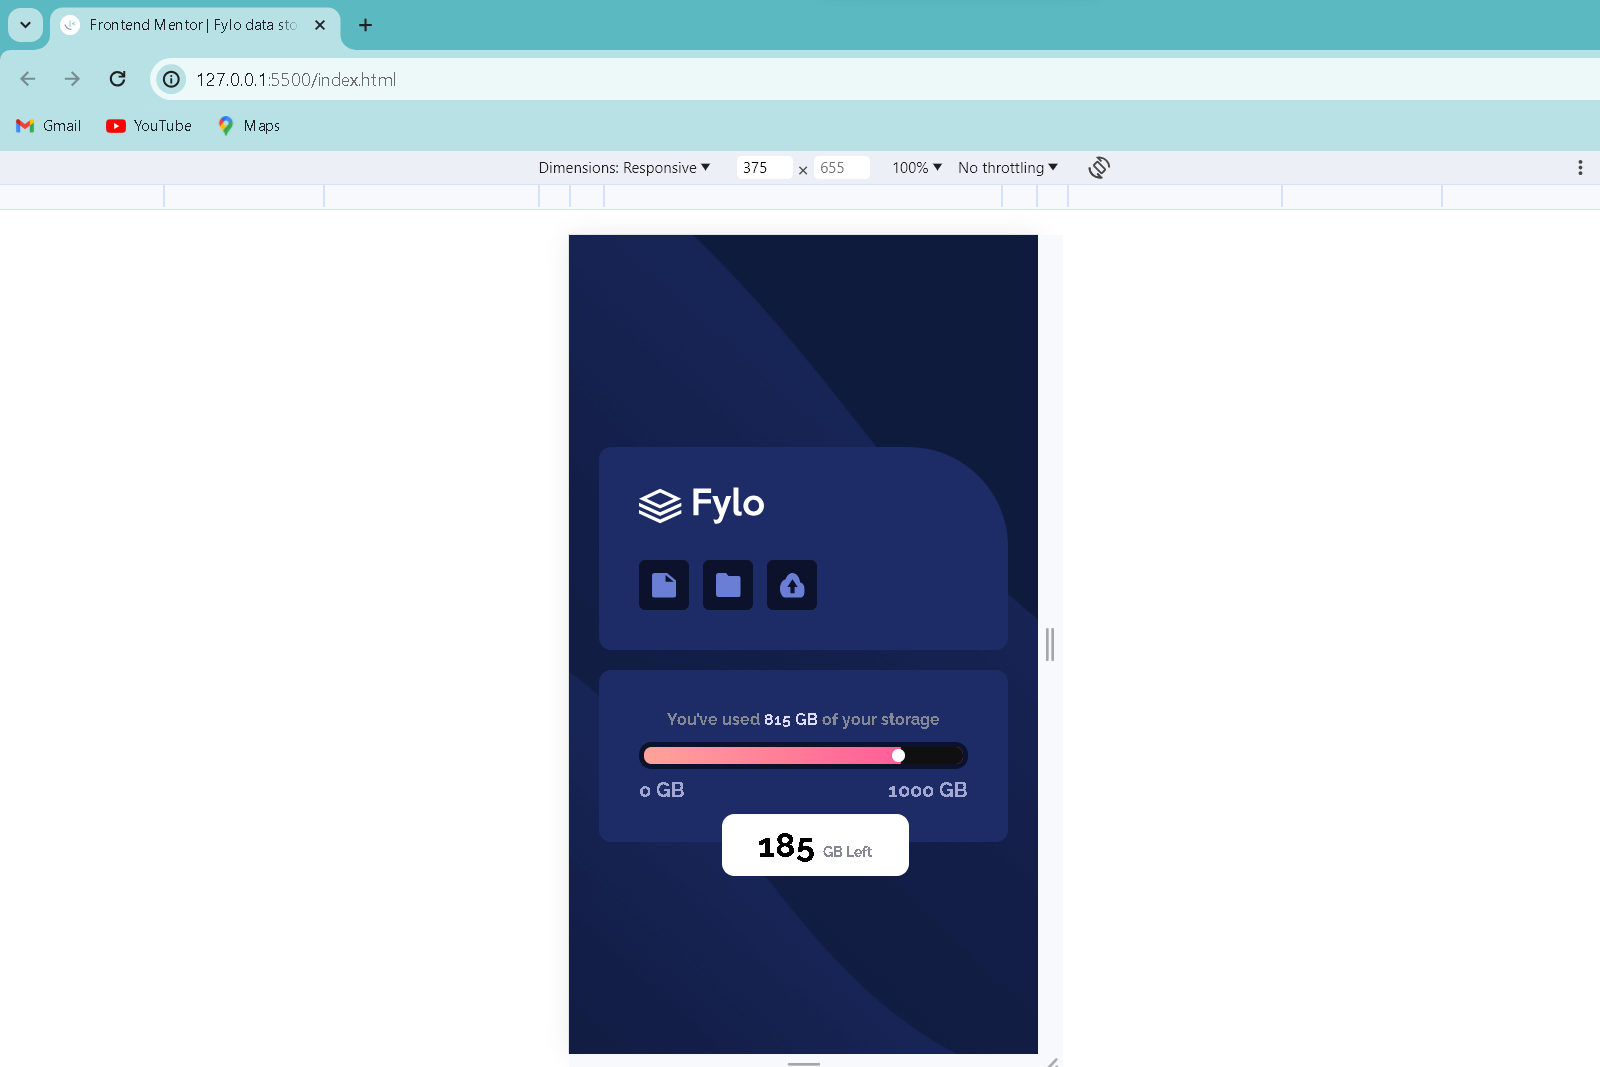 Frontend Mentor | Fylo data sto
127.0.0.1:5500/index.html
Gmail YouTube Maps
Dimensions: Responsive 375 × 655 100% No throttling
Fylo
You've used 815 GB of your storage
0 GB 1000 GB
185 GB Left